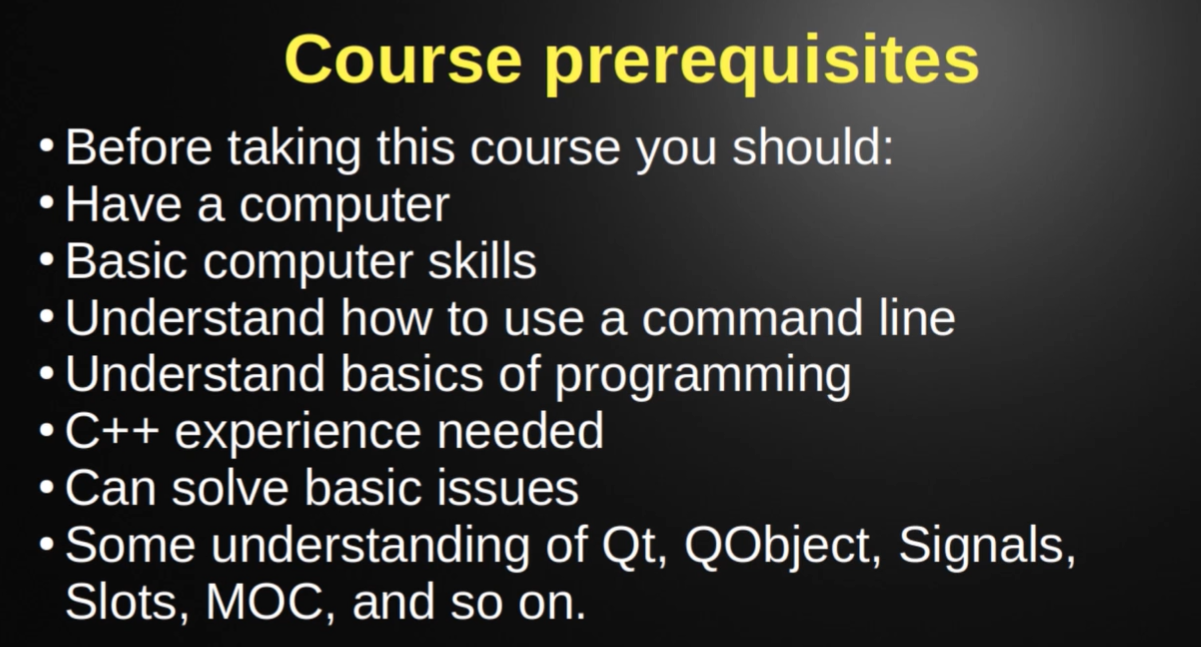 Course prerequisites
• Before taking this course you should:
• Have a computer
• Basic computer skills
• Understand how to use a command line
• Understand basics of programming
• C++ experience needed
• Can solve basic issues
• Some understanding of Qt, QObject, Signals,
Slots, MOC, and so on.